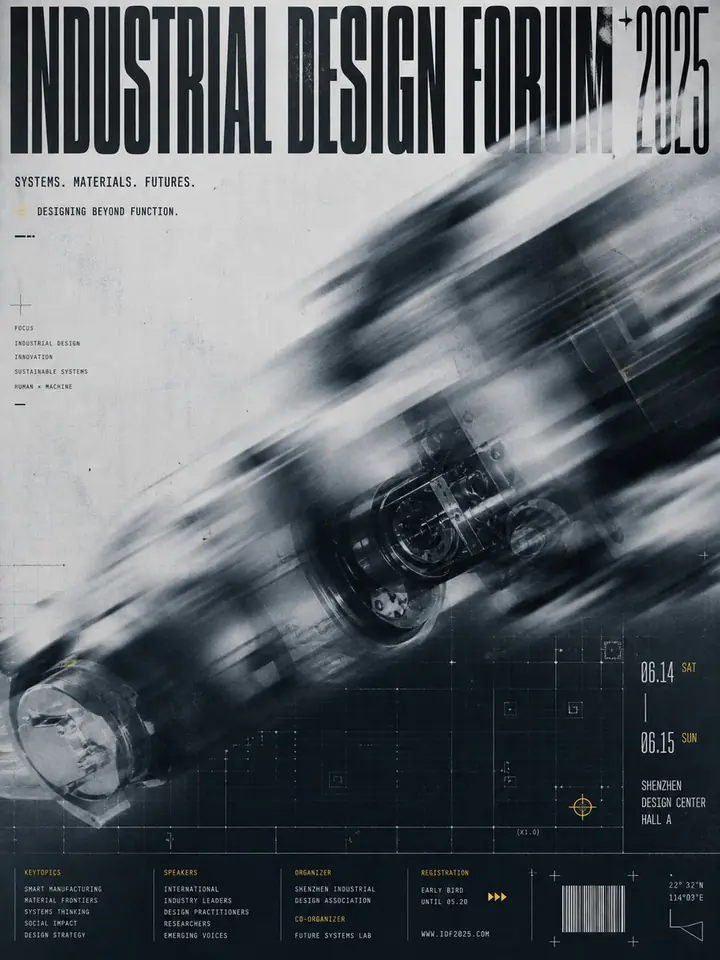 INDUSTRIAL DESIGN FORUM 2025
SYSTEMS. MATERIALS. FUTURES.
DESIGNING BEYOND FUNCTION.
FOCUS
INDUSTRIAL DESIGN
INNOVATION
SUSTAINABLE SYSTEMS
HUMAN × MACHINE
06.14 SAT
06.15 SUN
SHENZHEN
DESIGN CENTER
HALL A
(X1.0)
KEYTOPICS
SMART MANUFACTURING
MATERIAL FRONTIERS
SYSTEMS THINKING
SOCIAL IMPACT
DESIGN STRATEGY
SPEAKERS
INTERNATIONAL
INDUSTRY LEADERS
DESIGN PRACTITIONERS
RESEARCHERS
EMERGING VOICES
ORGANIZER
SHENZHEN INDUSTRIAL
DESIGN ASSOCIATION
CO-ORGANIZER
FUTURE SYSTEMS LAB
REGISTRATION
EARLY BIRD
UNTIL 05.20
WWW.IDF2025.COM
22° 32'N
114°03'E